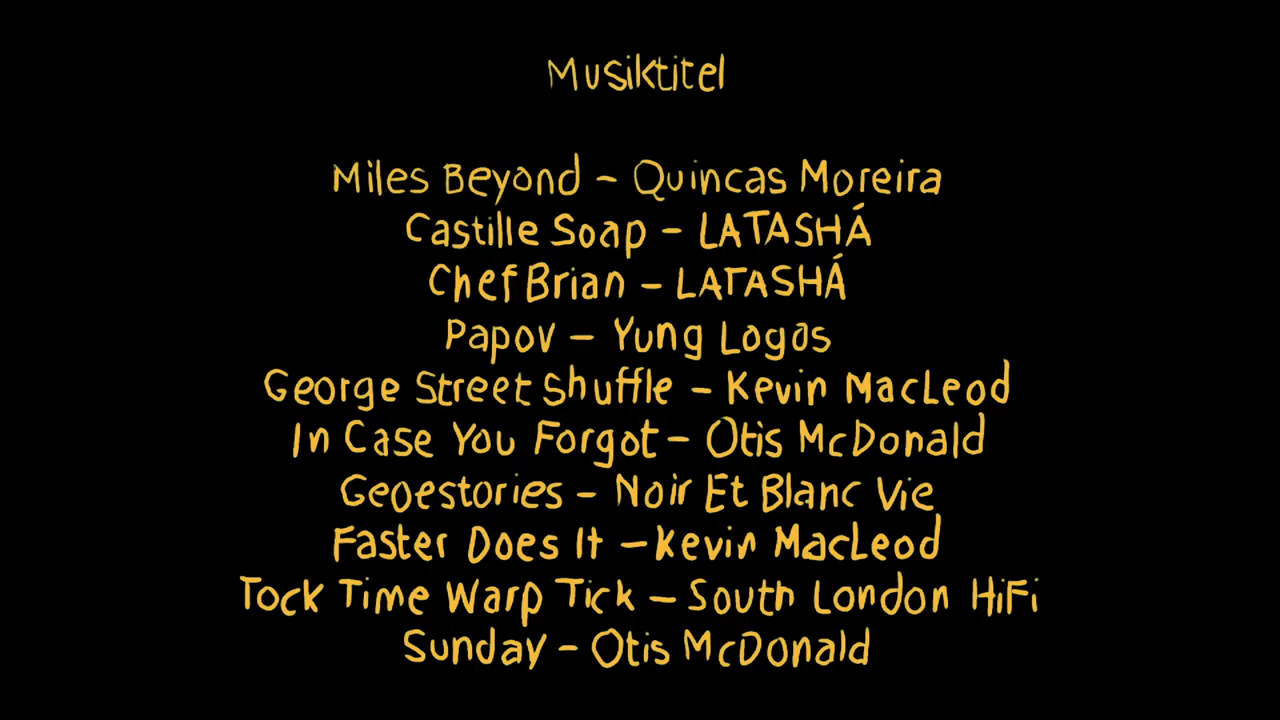 Musiktitel
Miles Beyond – Quincas Moreira
Castille Soap – LATASHÁ
Chef Brian – LATASHÁ
Papov – Yung Logos
George Street Shuffle – Kevin MacLeod
In Case You Forgot – Otis McDonald
Geoestories – Noir Et Blanc Vie
Faster Does It – Kevin MacLeod
Tock Time Warp Tick – South London HiFi
Sunday – Otis McDonald